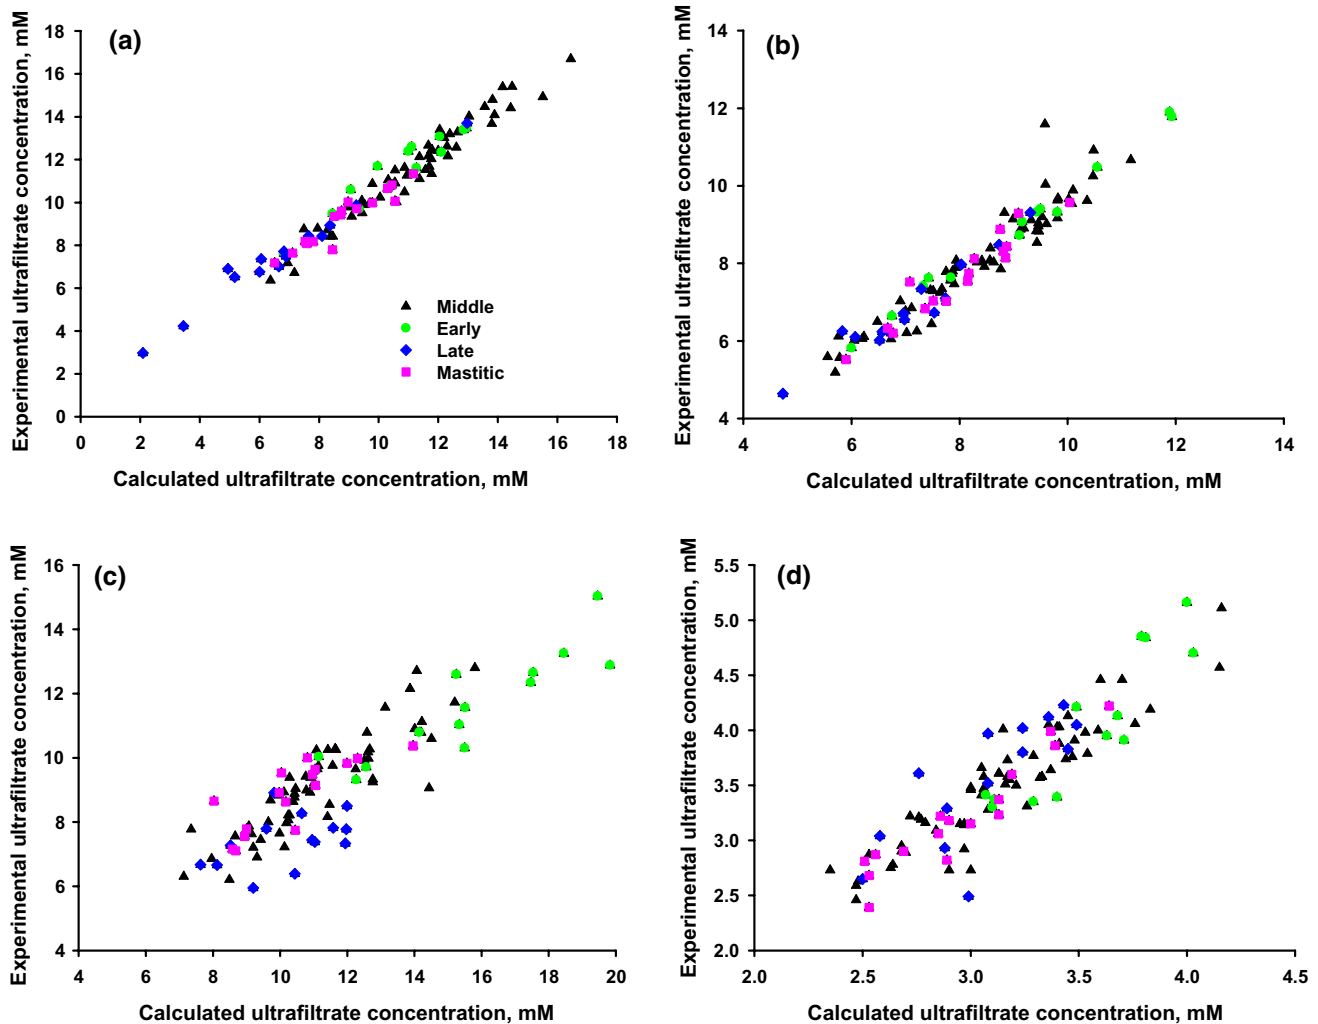 (a)
Experimental ultrafiltrate concentration, mM
18
16
14
12
10
8
6
4
2
0
0 2 4 6 8 10 12 14 16 18
Calculated ultrafiltrate concentration, mM
Middle
Early
Late
Mastitic
(b)
Experimental ultrafiltrate concentration, mM
14
12
10
8
6
4
4 6 8 10 12 14
Calculated ultrafiltrate concentration, mM
(c)
Experimental ultrafiltrate concentration, mM
16
14
12
10
8
6
4
4 6 8 10 12 14 16 18 20
Calculated ultrafiltrate concentration, mM
(d)
Experimental ultrafiltrate concentration, mM
5.5
5.0
4.5
4.0
3.5
3.0
2.5
2.0
2.0 2.5 3.0 3.5 4.0 4.5
Calculated ultrafiltrate concentration, mM